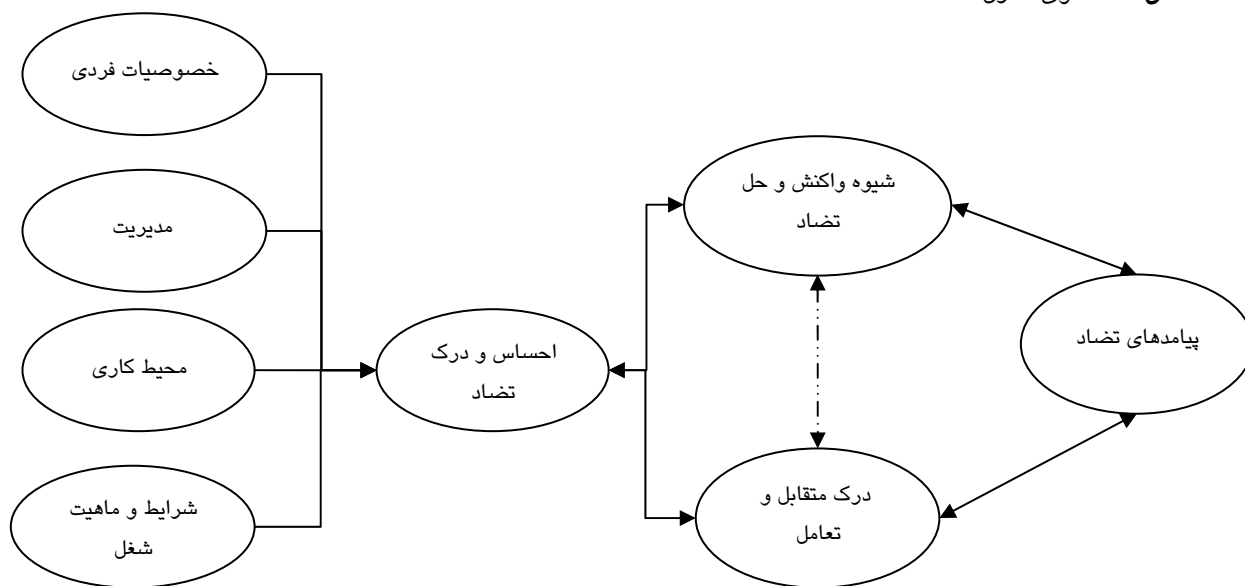 خصوصیات فردی
مدیریت
محیط کاری
شرایط و ماهیت
شغل
احساس و درک
تضاد
شیوه واکنش و حل
تضاد
درک متقابل و
تعامل
پیامدهای تضاد